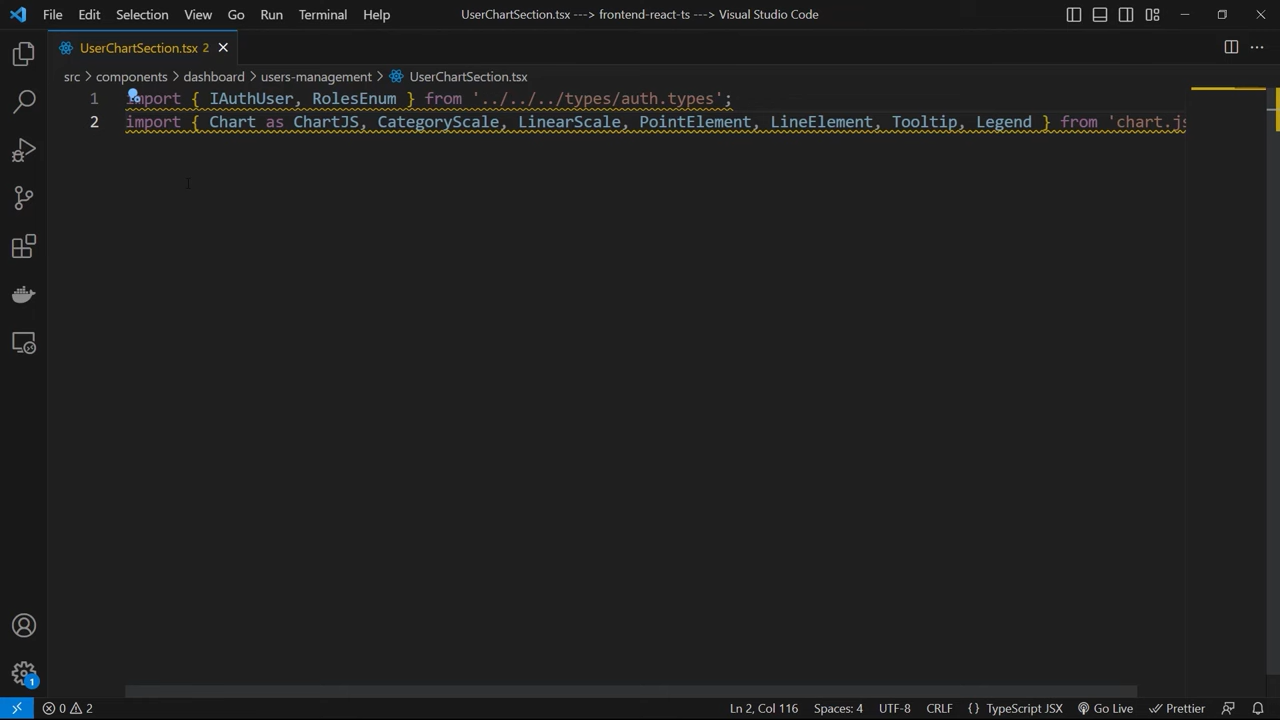 File Edit Selection View Go Run Terminal Help UserChartSection.tsx ---> frontend-react-ts ---> Visual Studio Code
UserChartSection.tsx 2
src > components > dashboard > users-management > UserChartSection.tsx
1 import { IAuthUser, RolesEnum } from '../../../types/auth.types';
2 import { Chart as ChartJS, CategoryScale, LinearScale, PointElement, LineElement, Tooltip, Legend } from 'chart.js
1
0 2 Ln 2, Col 116 Spaces: 4 UTF-8 CRLF {} TypeScript JSX Go Live Prettier